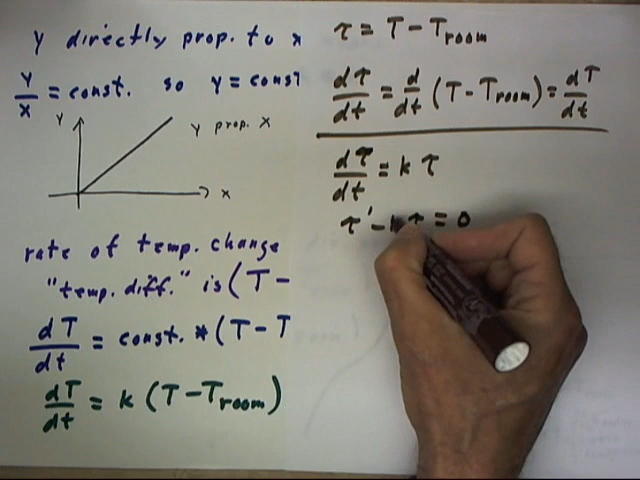 y directly prop. to x
y/x = const. so y = const
y
y prop. x
x
rate of temp. change
"temp. diff." is (T -
dT/dt = const. * (T - T
dT/dt = k (T - Troom)
τ = T - Troom
dτ/dt = d/dt (T - Troom) = dT/dt
dτ/dt = k τ
τ' - kτ = 0